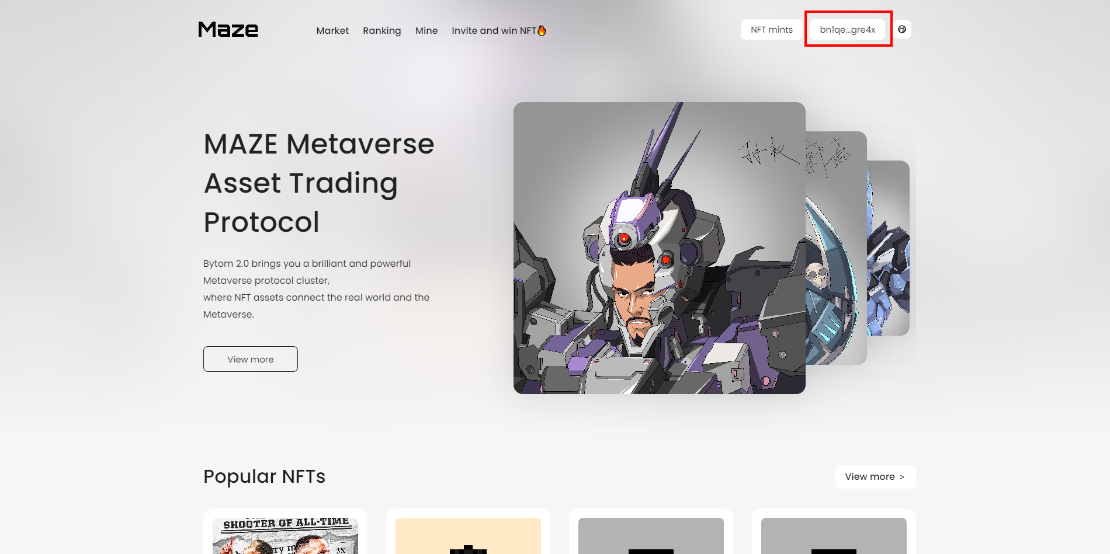 Maze
Market Ranking Mine Invite and win NFT🔥
NFT mints bn1qe...gre4x
MAZE Metaverse
Asset Trading
Protocol
Bytom 2.0 brings you a brilliant and powerful
Metaverse protocol cluster,
where NFT assets connect the real world and the
Metaverse.
View more
Popular NFTs
View more >
SHOOTER OF ALL-TIME